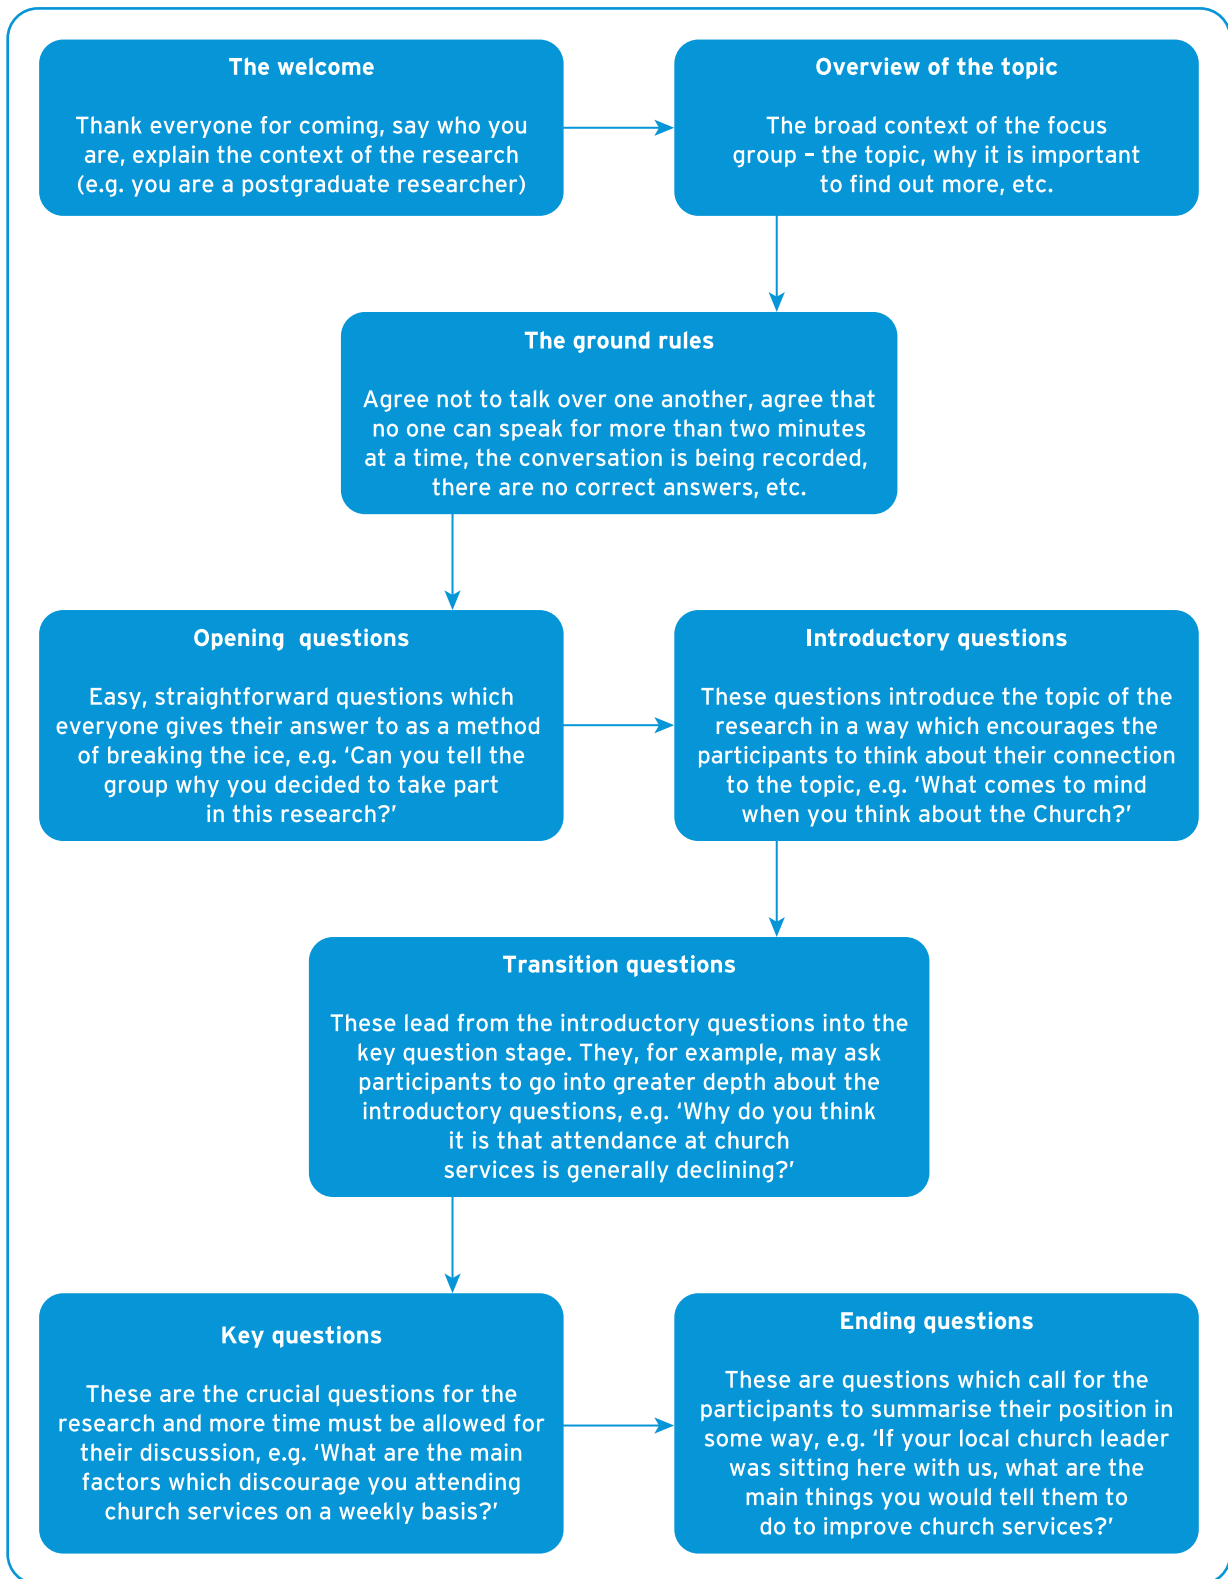 The welcome
Thank everyone for coming, say who you
are, explain the context of the research
(e.g. you are a postgraduate researcher)
Overview of the topic
The broad context of the focus
group – the topic, why it is important
to find out more, etc.
The ground rules
Agree not to talk over one another, agree that
no one can speak for more than two minutes
at a time, the conversation is being recorded,
there are no correct answers, etc.
Opening questions
Easy, straightforward questions which
everyone gives their answer to as a method
of breaking the ice, e.g. ‘Can you tell the
group why you decided to take part
in this research?’
Introductory questions
These questions introduce the topic of the
research in a way which encourages the
participants to think about their connection
to the topic, e.g. ‘What comes to mind
when you think about the Church?’
Transition questions
These lead from the introductory questions into the
key question stage. They, for example, may ask
participants to go into greater depth about the
introductory questions, e.g. ‘Why do you think
it is that attendance at church
services is generally declining?’
Key questions
These are the crucial questions for the
research and more time must be allowed for
their discussion, e.g. ‘What are the main
factors which discourage you attending
church services on a weekly basis?’
Ending questions
These are questions which call for the
participants to summarise their position in
some way, e.g. ‘If your local church leader
was sitting here with us, what are the
main things you would tell them to
do to improve church services?’